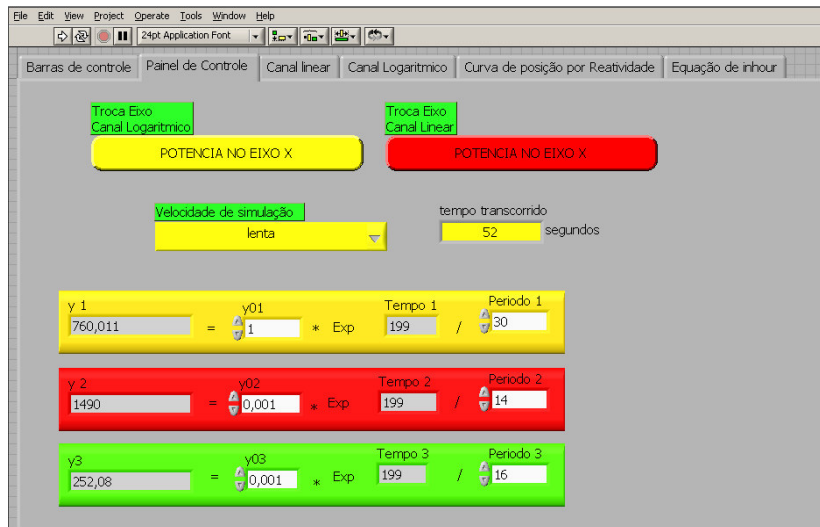 File Edit View Project Operate Tools Window Help
24pt Application Font
Barras de controle Painel de Controle Canal linear Canal Logaritmico Curva de posição por Reatividade Equação de inhour
Troca Eixo
Canal Logaritmico
Troca Eixo
Canal Linear
POTENCIA NO EIXO X
POTENCIA NO EIXO X
Velocidade de simulação
lenta
tempo transcorrido
52 segundos
y 1 y01 Tempo 1 Periodo 1
760,011 = 1 * Exp 199 / 30
y 2 y02 Tempo 2 Periodo 2
1490 = 0,001 * Exp 199 / 14
y3 y03 Tempo 3 Periodo 3
252,08 = 0,001 * Exp 199 / 16